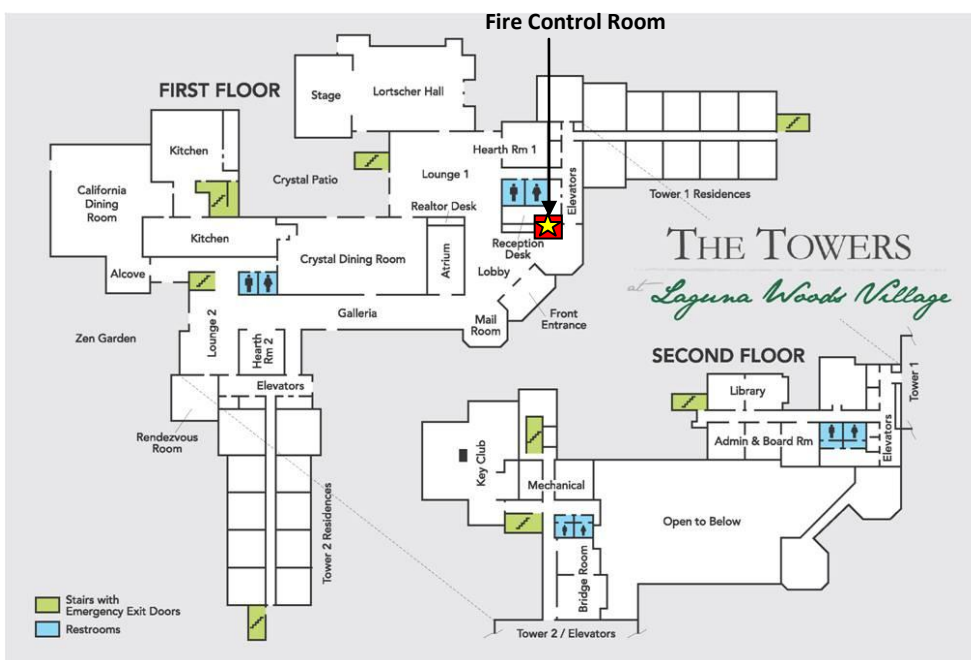 Fire Control Room
FIRST FLOOR
Stage
Lortscher Hall
Kitchen
Crystal Patio
Hearth Rm 1
Lounge 1
Realtor Desk
Elevators
Tower 1 Residences
California
Dining
Room
Kitchen
Crystal Dining Room
Atrium
Reception
Desk
Lobby
Alcove
Galleria
Mail
Room
Front
Entrance
Zen Garden
Lounge 2
Hearth
Rm 2
Elevators
Rendezvous
Room
Tower 2 Residences
THE TOWERS
at Laguna Woods Village
SECOND FLOOR
Library
Tower 1
Admin & Board Rm
Elevators
Key Club
Mechanical
Open to Below
Bridge Room
Tower 2 / Elevators
Stairs with
Emergency Exit Doors
Restrooms